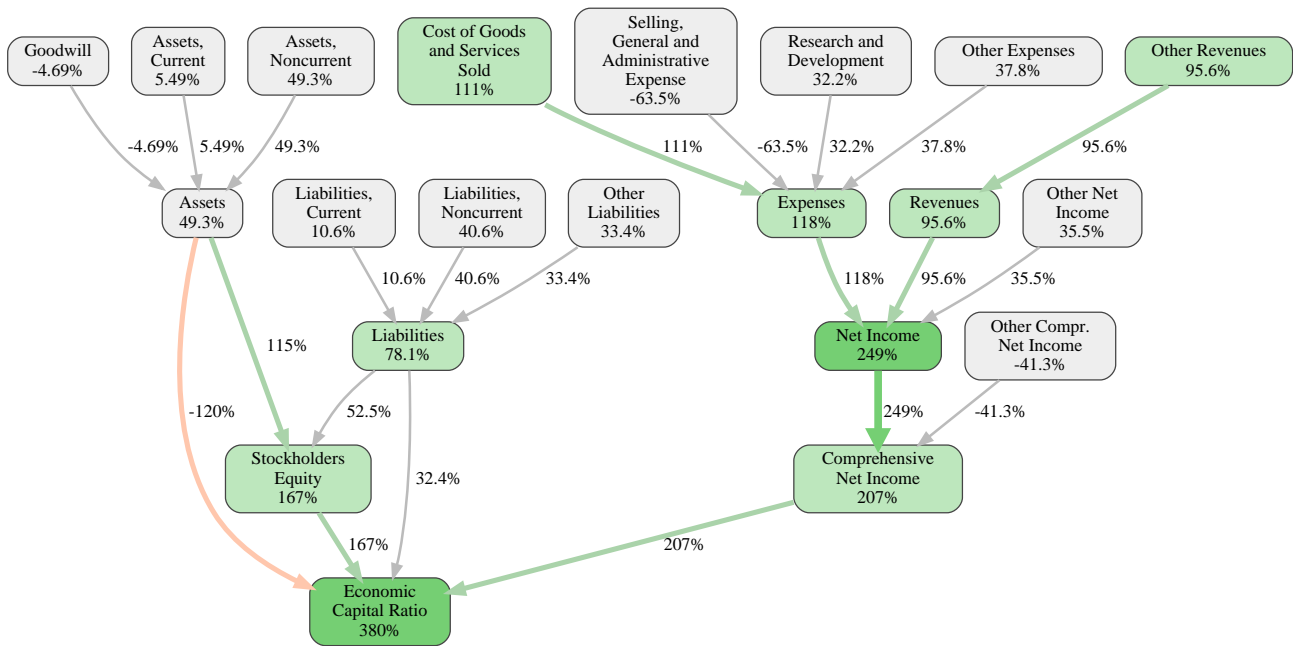 Goodwill
-4.69%
Assets,
Current
5.49%
Assets,
Noncurrent
49.3%
Cost of Goods
and Services
Sold
111%
Selling,
General and
Administrative
Expense
-63.5%
Research and
Development
32.2%
Other Expenses
37.8%
Other Revenues
95.6%
-4.69%
5.49%
49.3%
111%
-63.5%
32.2%
37.8%
95.6%
Assets
49.3%
Liabilities,
Current
10.6%
Liabilities,
Noncurrent
40.6%
Other
Liabilities
33.4%
Expenses
118%
Revenues
95.6%
Other Net
Income
35.5%
10.6%
40.6%
33.4%
118%
95.6%
35.5%
115%
Liabilities
78.1%
Net Income
249%
Other Compr.
Net Income
-41.3%
-120%
52.5%
249%
-41.3%
Stockholders
Equity
167%
32.4%
Comprehensive
Net Income
207%
167%
207%
Economic
Capital Ratio
380%